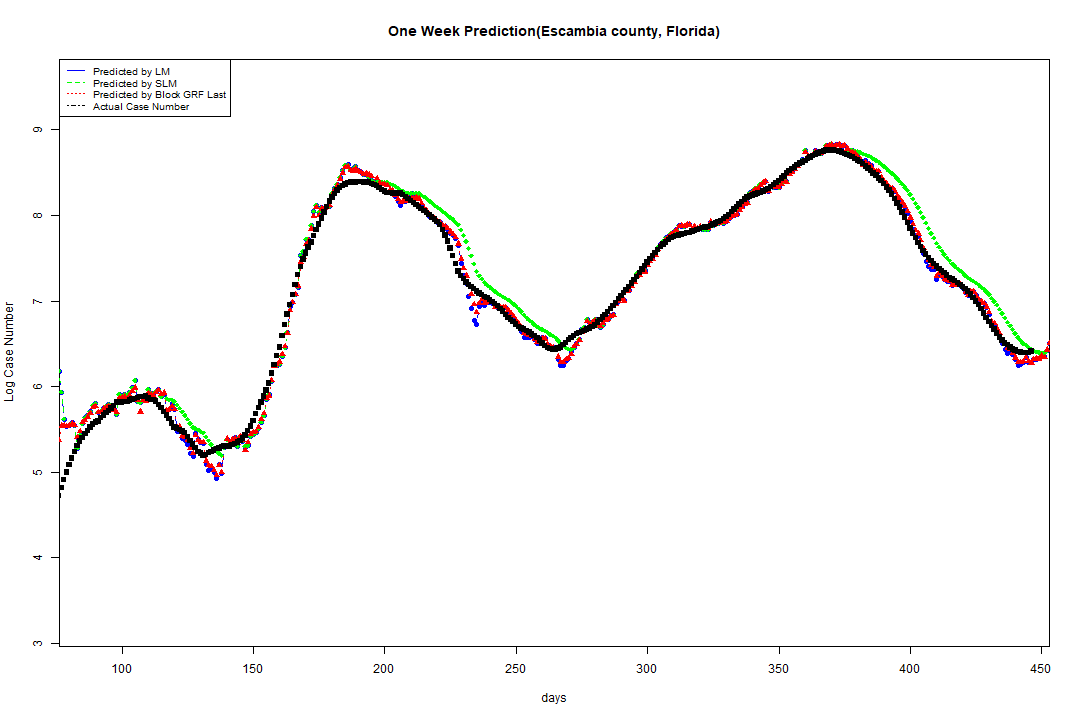 One Week Prediction(Escambia county, Florida)
Predicted by LM
Predicted by SLM
Predicted by Block GRF Last
Actual Case Number
Log Case Number
9
8
7
6
5
4
3
100 150 200 250 300 350 400 450
days